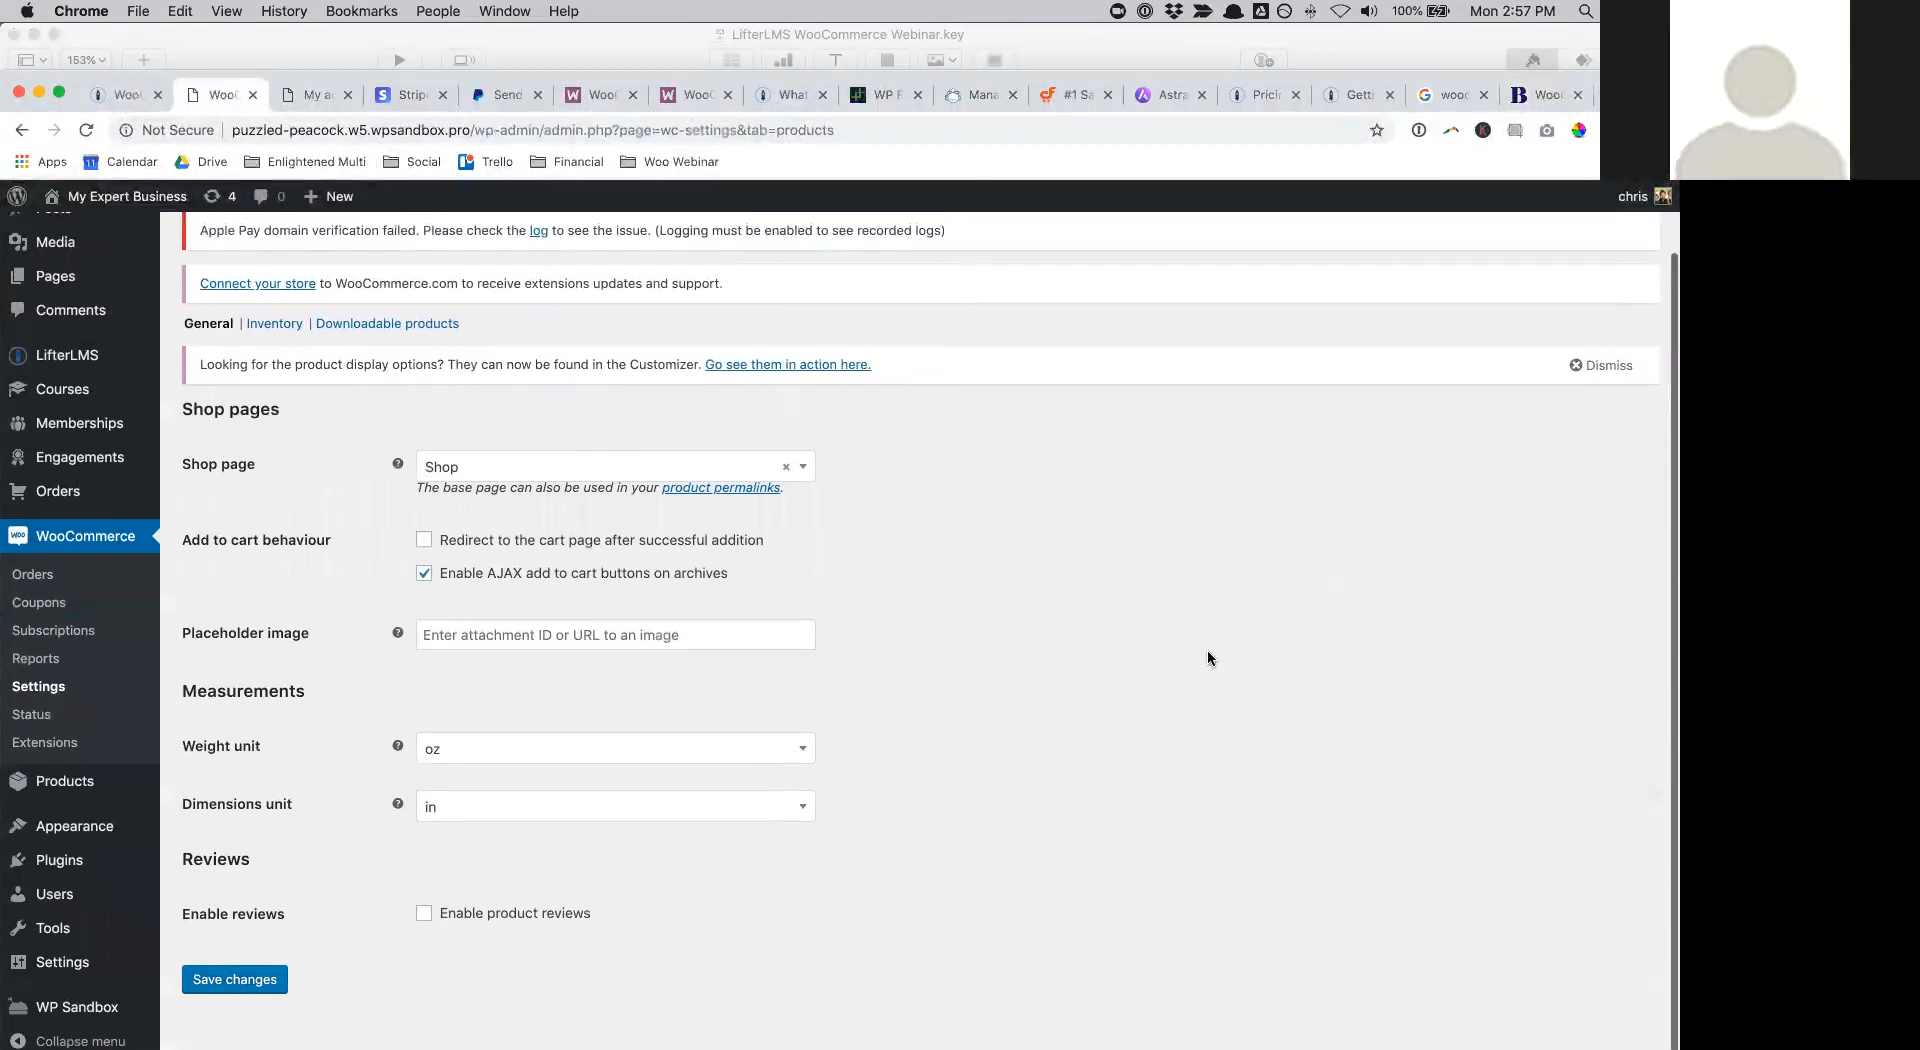 Chrome File Edit View History Bookmarks People Window Help 100% Mon 2:57 PM
LifterLMS WooCommerce Webinar.key
153%
Woo WooC My ac Strip Send WooC WooC What WP F Mana #1 Sa Astra Pricin Getti wooc WooC
Not Secure puzzled-peacock.w5.wpsandbox.pro/wp-admin/admin.php?page=wc-settings&tab=products
Apps Calendar Drive Enlightened Multi Social Trello Financial Woo Webinar
My Expert Business 4 0 New chris
Media
Pages
Comments
LifterLMS
Courses
Memberships
Engagements
Orders
WooCommerce
Orders
Coupons
Subscriptions
Reports
Settings
Status
Extensions
Products
Appearance
Plugins
Users
Tools
Settings
WP Sandbox
Collapse menu
Apple Pay domain verification failed. Please check the log to see the issue. (Logging must be enabled to see recorded logs)
Connect your store to WooCommerce.com to receive extensions updates and support.
General | Inventory | Downloadable products
Looking for the product display options? They can now be found in the Customizer. Go see them in action here. Dismiss
Shop pages
Shop page Shop
The base page can also be used in your product permalinks.
Add to cart behaviour Redirect to the cart page after successful addition
Enable AJAX add to cart buttons on archives
Placeholder image Enter attachment ID or URL to an image
Measurements
Weight unit oz
Dimensions unit in
Reviews
Enable reviews Enable product reviews
Save changes